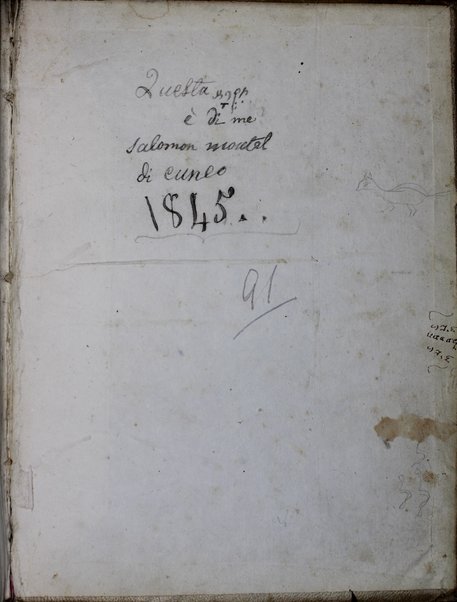 Questa
è di me
salomon mortel
di cuneo
1845..
91